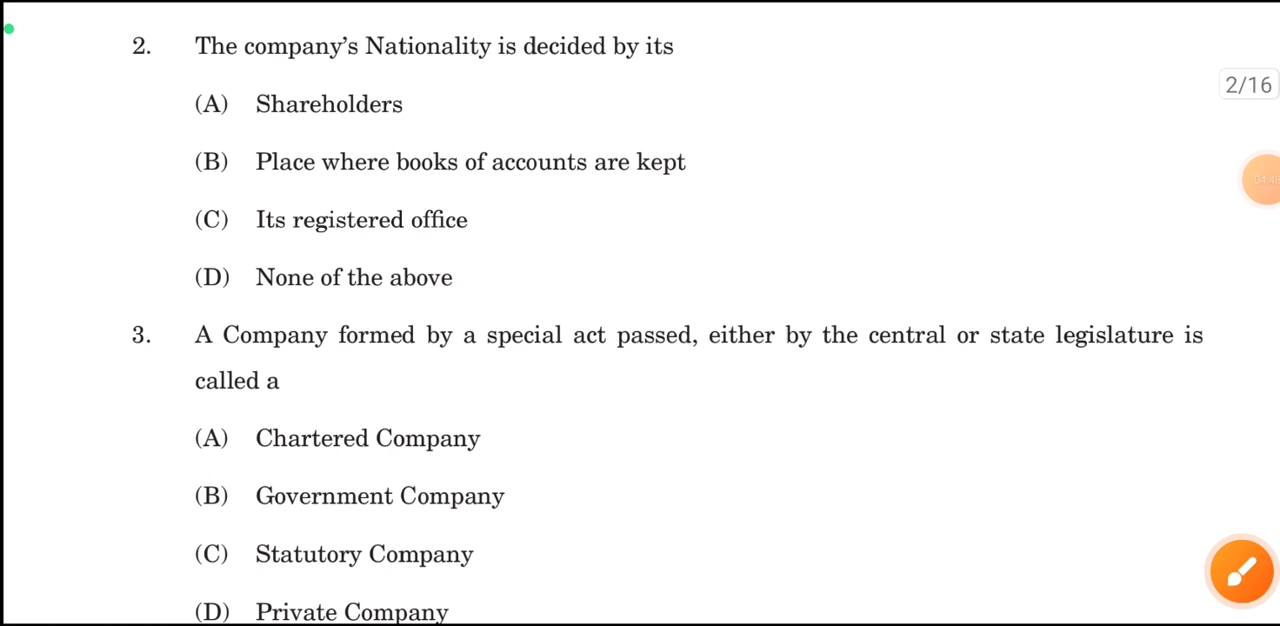 2. The company’s Nationality is decided by its
(A) Shareholders
2/16
(B) Place where books of accounts are kept
(C) Its registered office
(D) None of the above
3. A Company formed by a special act passed, either by the central or state legislature is
called a
(A) Chartered Company
(B) Government Company
(C) Statutory Company
(D) Private Company